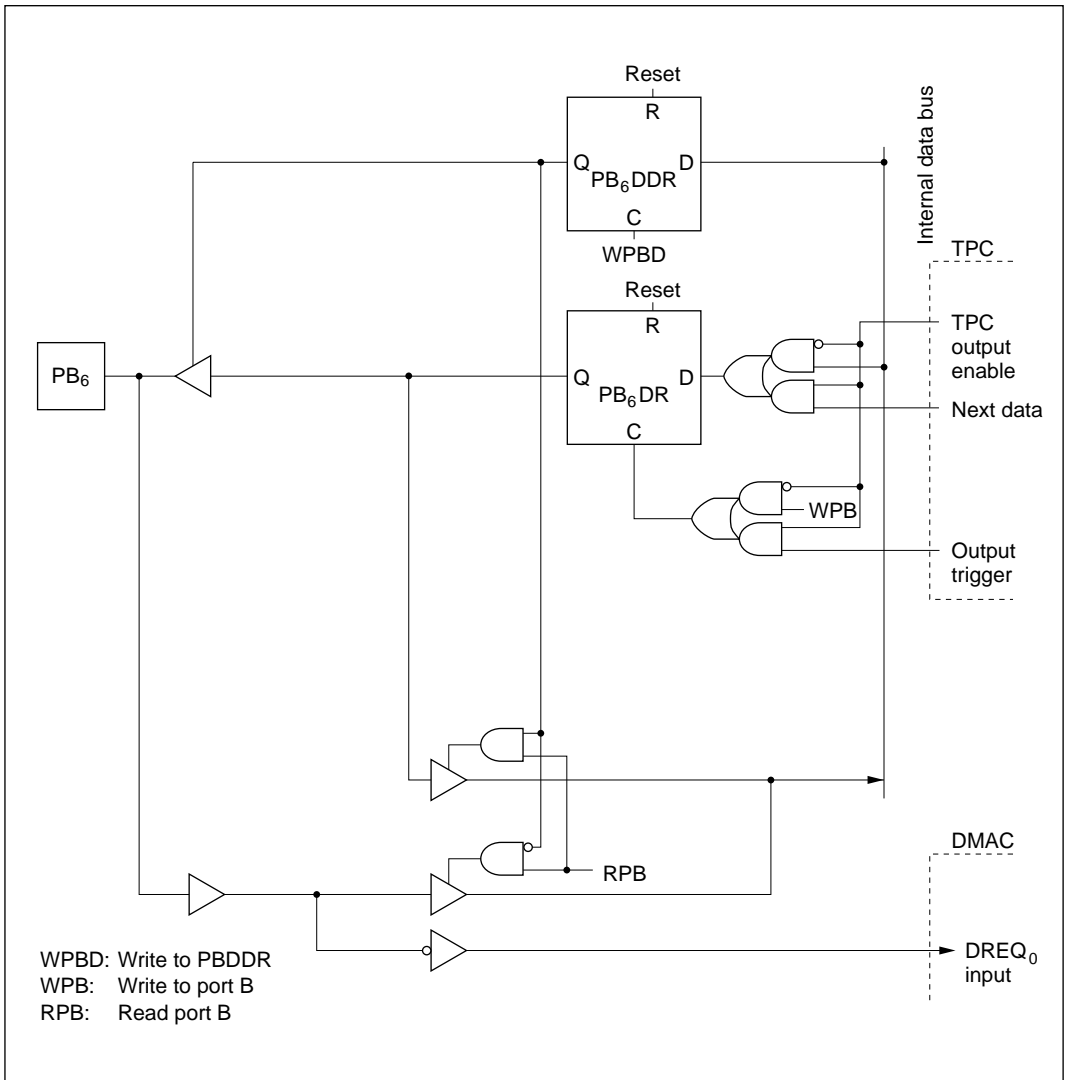 Reset
R
Q
D
PB₆DDR
C
WPBD
Internal data bus
TPC
Reset
R
TPC
output
enable
PB₆
Q
D
PB₆DR
Next data
C
WPB
Output
trigger
RPB
DMAC
DREQ₀
input
WPBD: Write to PBDDR
WPB: Write to port B
RPB: Read port B